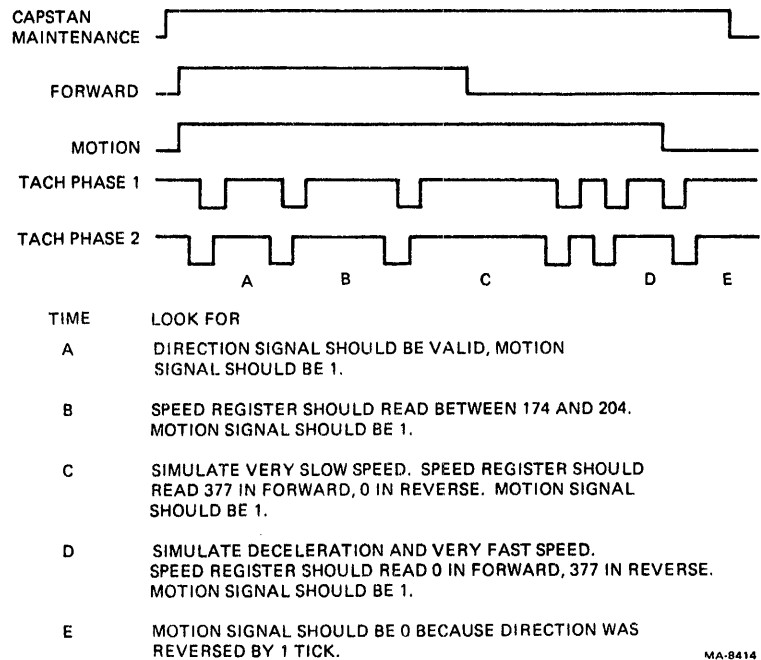 CAPSTAN
MAINTENANCE
FORWARD
MOTION
TACH PHASE 1
TACH PHASE 2
A B C D E
TIME LOOK FOR
A DIRECTION SIGNAL SHOULD BE VALID, MOTION
SIGNAL SHOULD BE 1.
B SPEED REGISTER SHOULD READ BETWEEN 174 AND 204.
MOTION SIGNAL SHOULD BE 1.
C SIMULATE VERY SLOW SPEED. SPEED REGISTER SHOULD
READ 377 IN FORWARD, 0 IN REVERSE. MOTION SIGNAL
SHOULD BE 1.
D SIMULATE DECELERATION AND VERY FAST SPEED.
SPEED REGISTER SHOULD READ 0 IN FORWARD, 377 IN REVERSE.
MOTION SIGNAL SHOULD BE 1.
E MOTION SIGNAL SHOULD BE 0 BECAUSE DIRECTION WAS
REVERSED BY 1 TICK.
MA-8414